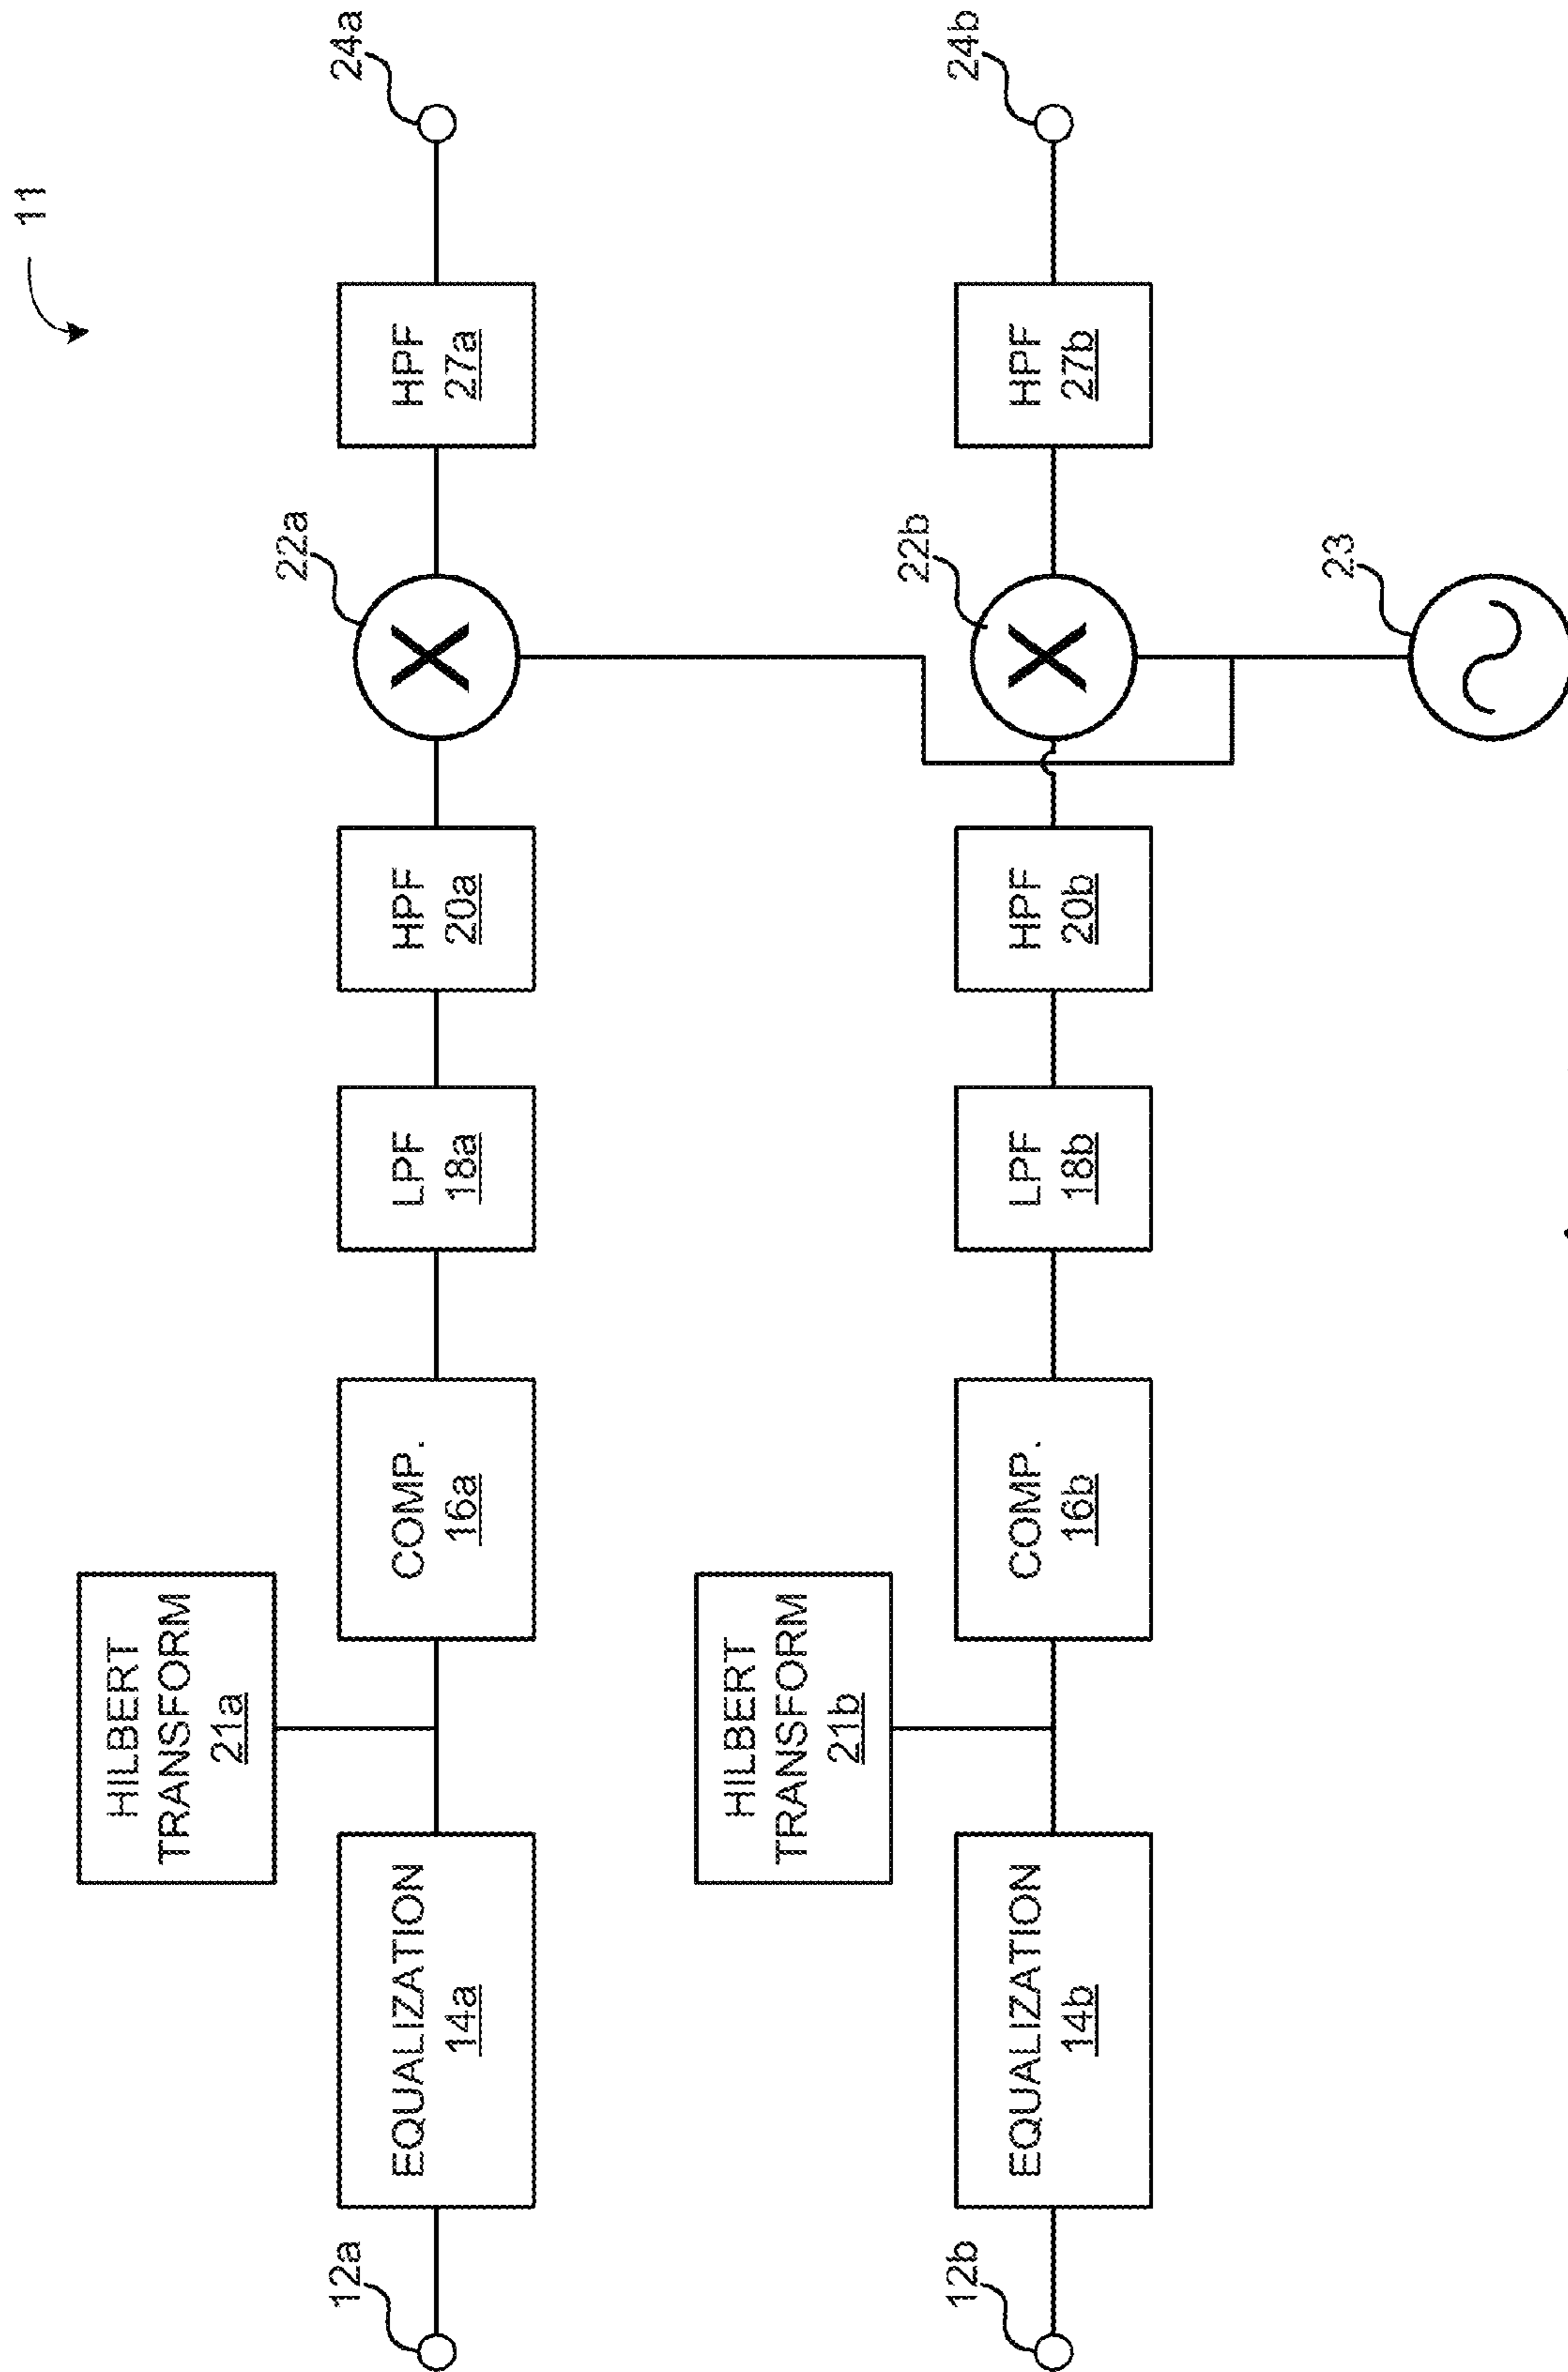 11
HILBERT
TRANSFORM
21a
12a
EQUALIZATION
14a
COMP.
16a
LPF
18a
HPF
20a
22a
HPF
27a
24a
HILBERT
TRANSFORM
21b
12b
EQUALIZATION
14b
COMP.
16b
LPF
18b
HPF
20b
22b
HPF
27b
24b
23